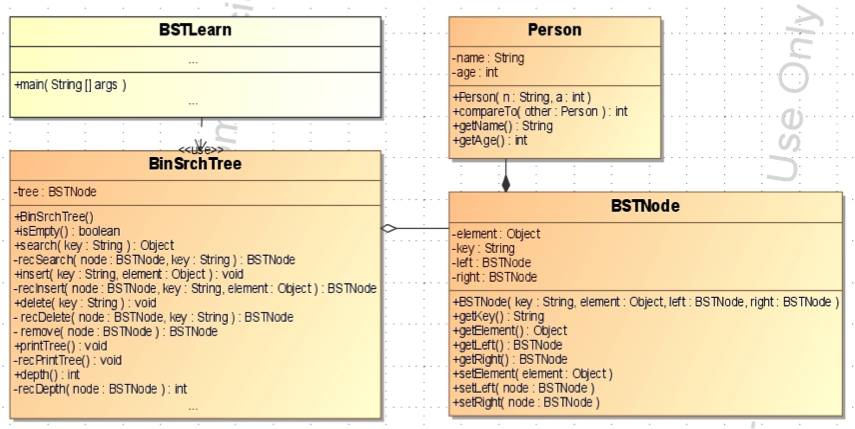 BSTLearn
...
+main( String [] args )
...
<<use>>
BinSrchTree
-tree : BSTNode
+BinSrchTree()
+isEmpty() : boolean
+search( key : String ) : Object
-recSearch( node : BSTNode, key : String ) : BSTNode
+insert( key : String, element : Object ) : void
-recInsert( node : BSTNode, key : String, element : Object ) : BSTNode
+delete( key : String ) : void
- recDelete( node : BSTNode, key : String ) : BSTNode
- remove( node : BSTNode ) : BSTNode
+printTree() : void
-recPrintTree() : void
+depth() : int
-recDepth( node : BSTNode ) : int
...
Person
-name : String
-age : int
+Person( n : String, a : int )
+compareTo( other : Person ) : int
+getName() : String
+getAge() : int
BSTNode
-element : Object
-key : String
-left : BSTNode
-right : BSTNode
+BSTNode( key : String, element : Object, left : BSTNode, right : BSTNode )
+getKey() : String
+getElement() : Object
+getLeft() : BSTNode
+getRight() : BSTNode
+setElement( element : Object )
+setLeft( node : BSTNode )
+setRight( node : BSTNode )
Use Only